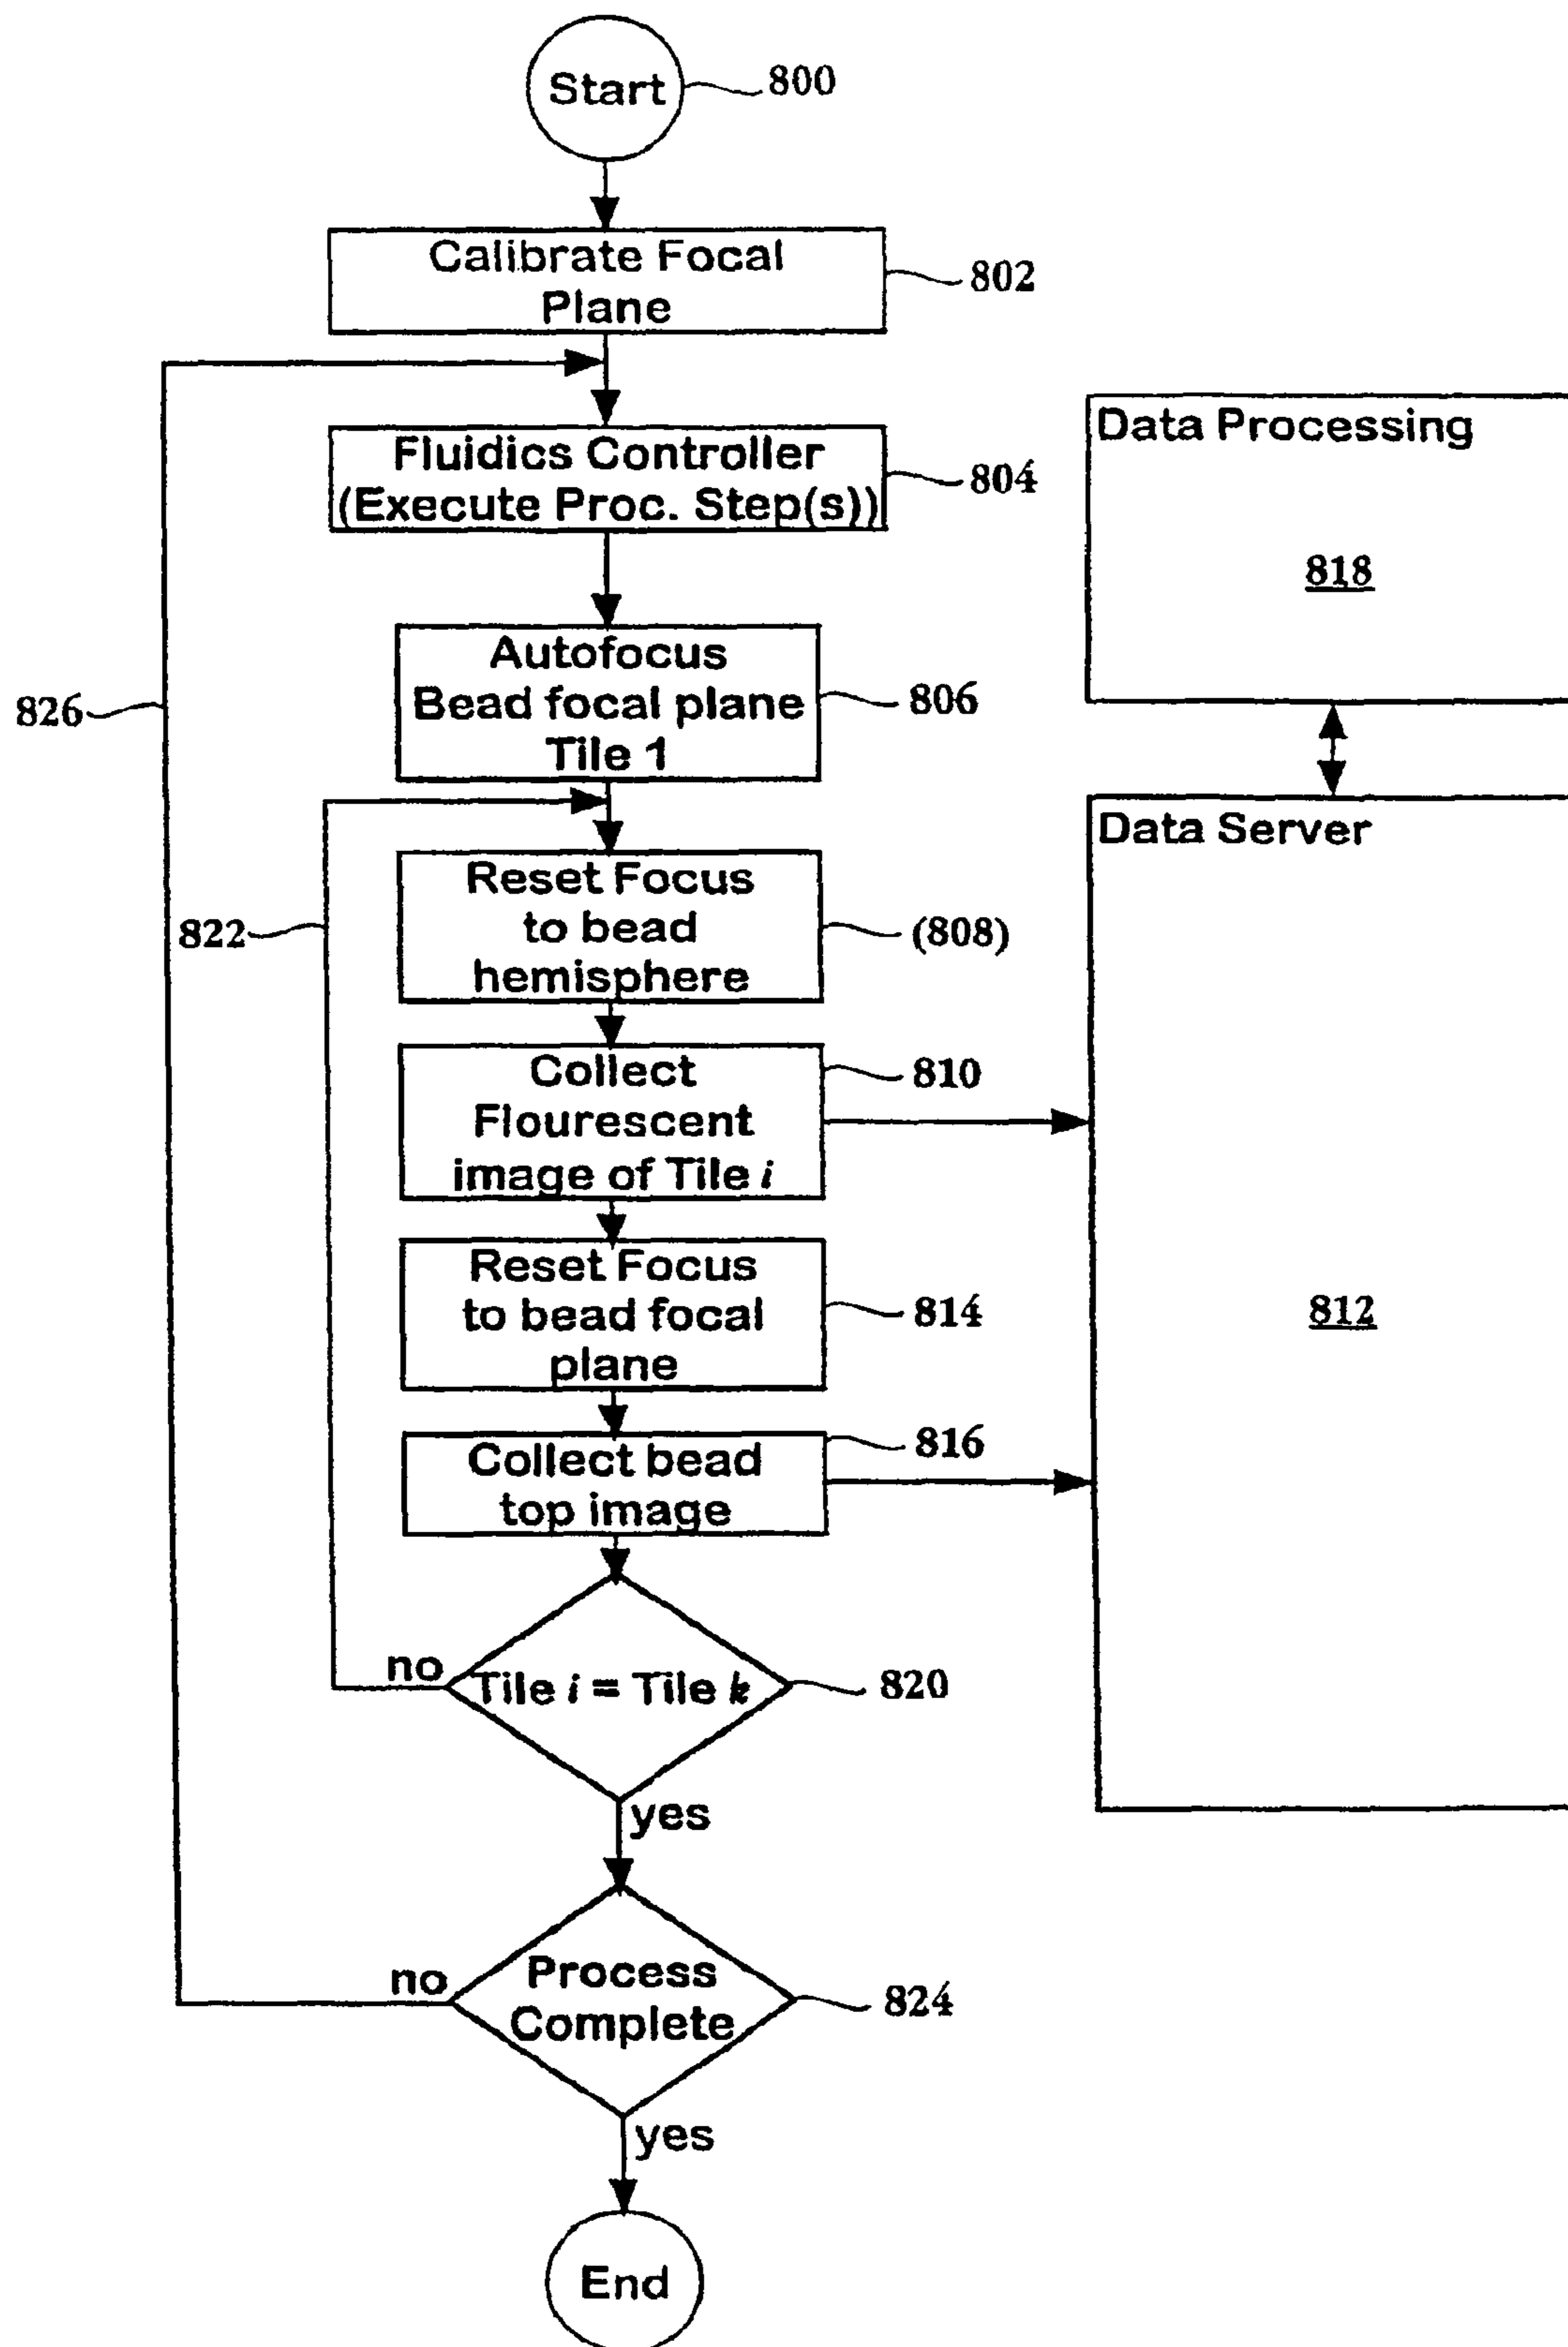 Start
800
Calibrate Focal
Plane
802
Fluidics Controller
(Execute Proc. Step(s))
804
Data Processing
818
Autofocus
Bead focal plane
Tile 1
806
826
Data Server
812
Reset Focus
to bead
hemisphere
(808)
822
Collect
Flourescent
image of Tile i
810
Reset Focus
to bead focal
plane
814
Collect bead
top image
816
no
Tile i = Tile k
820
yes
no
Process
Complete
824
yes
End